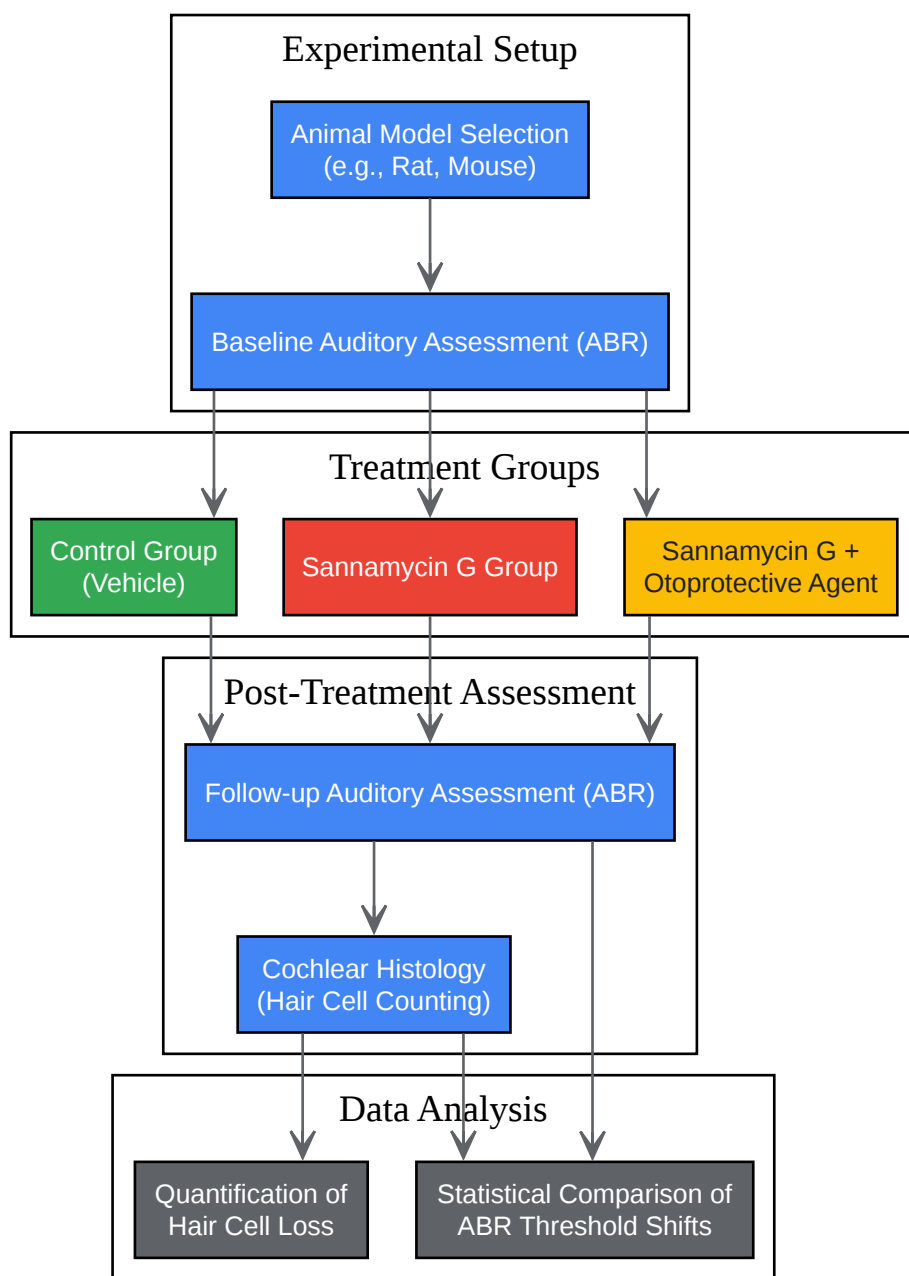 Experimental Setup
Animal Model Selection
(e.g., Rat, Mouse)
Baseline Auditory Assessment (ABR)
Treatment Groups
Control Group
(Vehicle)
Sannamycin G Group
Sannamycin G +
Otoprotective Agent
Post-Treatment Assessment
Follow-up Auditory Assessment (ABR)
Cochlear Histology
(Hair Cell Counting)
Data Analysis
Quantification of
Hair Cell Loss
Statistical Comparison of
ABR Threshold Shifts